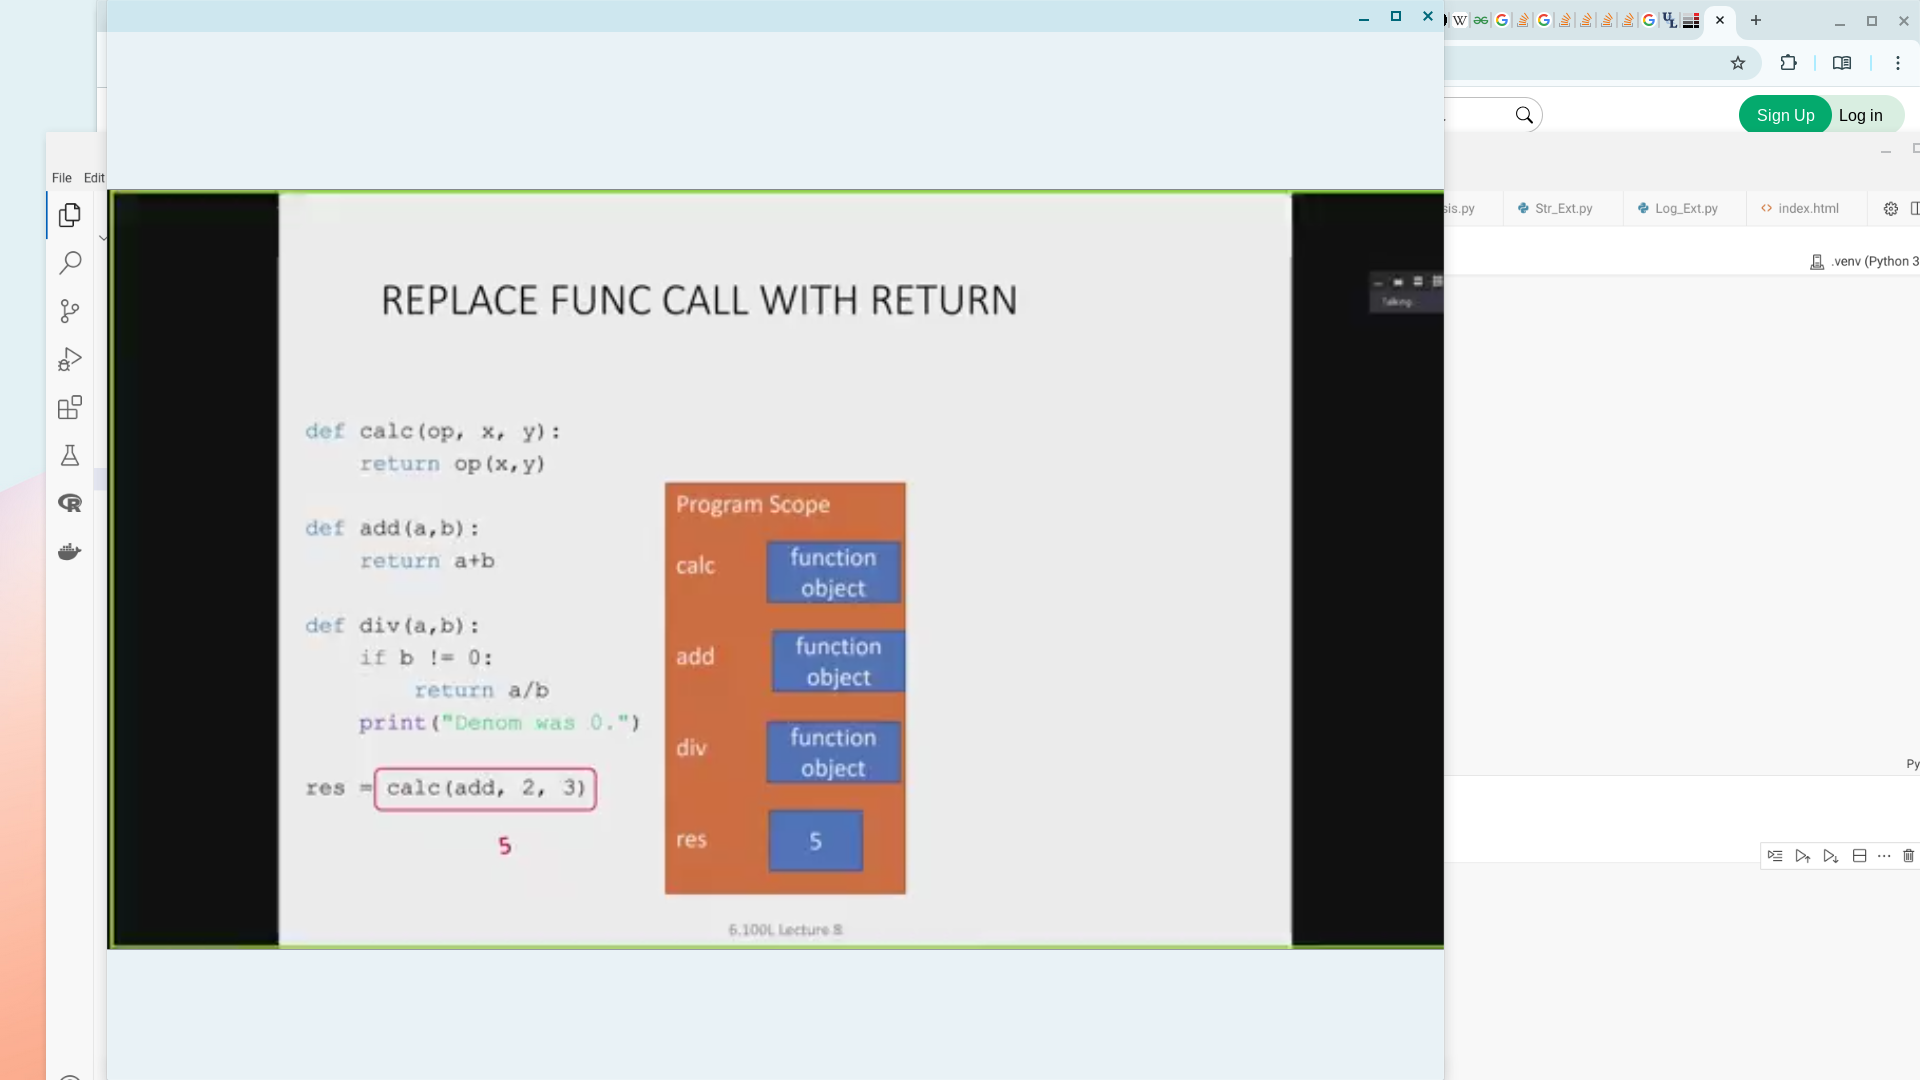 Sign Up
Log in
File Edit
sis.py
Str_Ext.py
Log_Ext.py
index.html
.venv (Python 3
Talking:
REPLACE FUNC CALL WITH RETURN
def calc(op, x, y):
return op(x,y)
def add(a,b):
return a+b
def div(a,b):
if b != 0:
return a/b
print("Denom was 0.")
res = calc(add, 2, 3)
5
Program Scope
calc
function
object
add
function
object
div
function
object
res
5
6.100L Lecture 8
Py